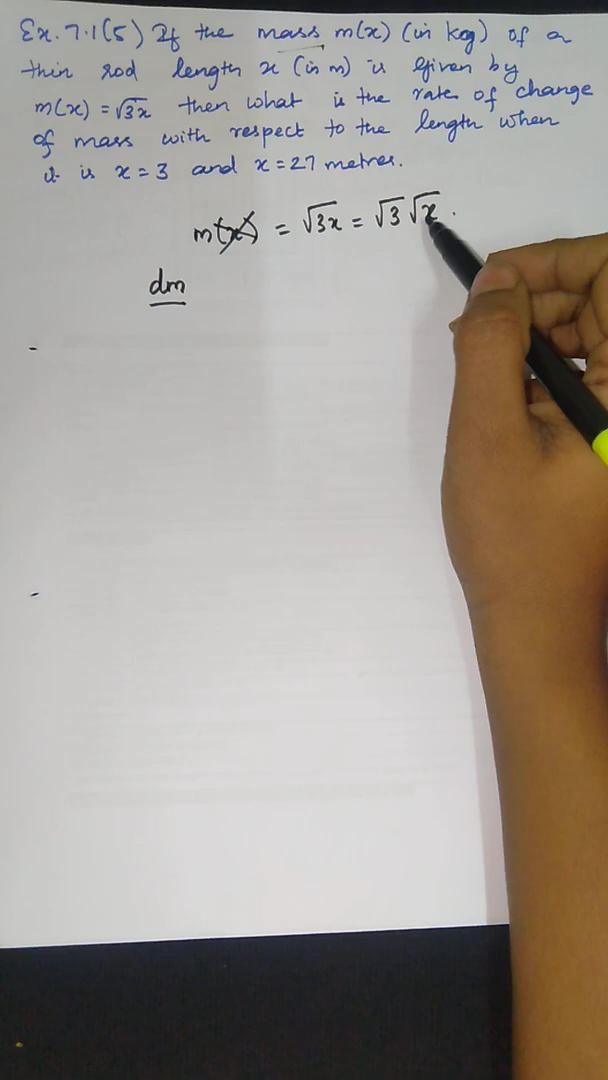 Ex. 7.1(5) If the mass m(x) (in kg) of a
thin rod length x (in m) is given by
m(x) = √3x then what is the rate of change
of mass with respect to the length when
it is x = 3 and x = 27 metres.
m(x) = √3x = √3 √x.
dm